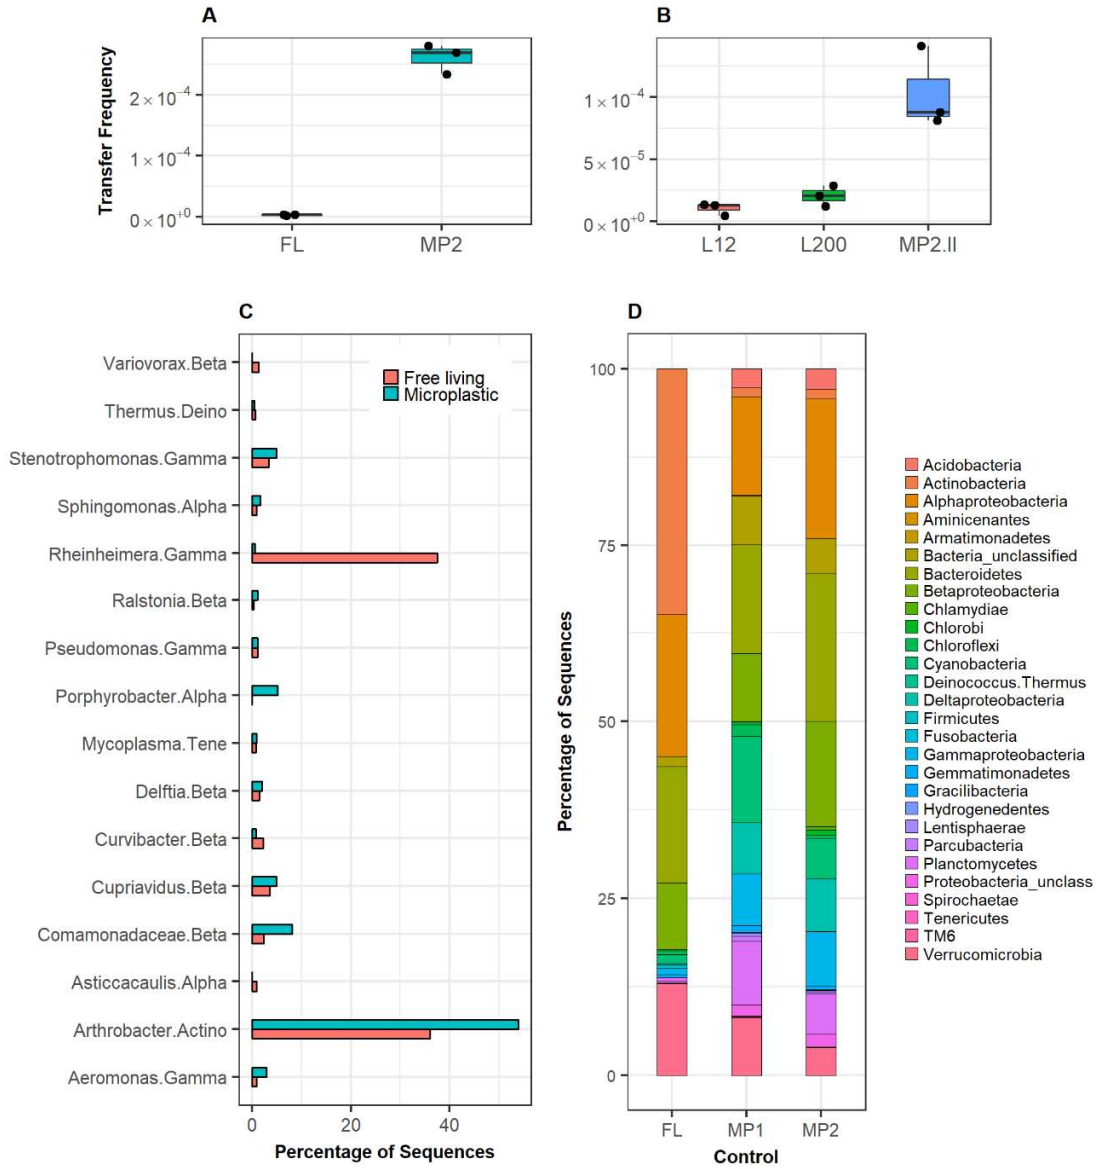 A
Transfer Frequency
2 × 10⁻⁴
1 × 10⁻⁴
0 × 10⁺⁰
FL
MP2
B
1 × 10⁻⁴
5 × 10⁻⁵
0 × 10⁺⁰
L12
L200
MP2.II
C
Variovorax.Beta
Thermus.Deino
Stenotrophomonas.Gamma
Sphingomonas.Alpha
Rheinheimera.Gamma
Ralstonia.Beta
Pseudomonas.Gamma
Porphyrobacter.Alpha
Mycoplasma.Tene
Delftia.Beta
Curvibacter.Beta
Cupriavidus.Beta
Comamonadaceae.Beta
Asticcacaulis.Alpha
Arthrobacter.Actino
Aeromonas.Gamma
Free living
Microplastic
0
20
40
Percentage of Sequences
D
Percentage of Sequences
100
75
50
25
0
FL
MP1
MP2
Control
Acidobacteria
Actinobacteria
Alphaproteobacteria
Aminicenantes
Armatimonadetes
Bacteria_unclassified
Bacteroidetes
Betaproteobacteria
Chlamydiae
Chlorobi
Chloroflexi
Cyanobacteria
Deinococcus.Thermus
Deltaproteobacteria
Firmicutes
Fusobacteria
Gammaproteobacteria
Gemmatimonadetes
Gracilibacteria
Hydrogenedentes
Lentisphaerae
Parcubacteria
Planctomycetes
Proteobacteria_unclass
Spirochaetae
Tenericutes
TM6
Verrucomicrobia